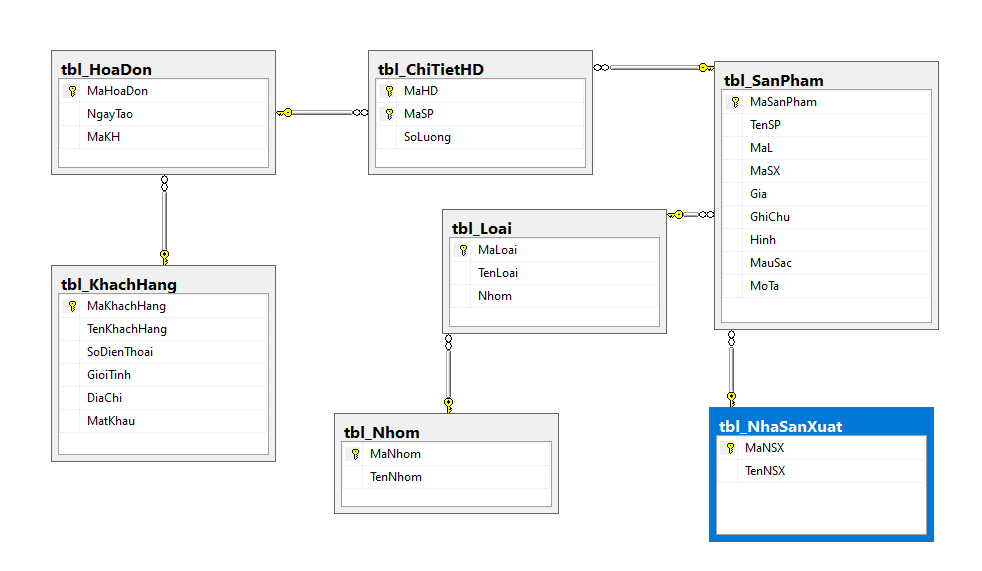 tbl_HoaDon
MaHoaDon
NgayTao
MaKH
tbl_ChiTietHD
MaHD
MaSP
SoLuong
tbl_SanPham
MaSanPham
TenSP
MaL
MaSX
Gia
GhiChu
Hinh
MauSac
MoTa
tbl_Loai
MaLoai
TenLoai
Nhom
tbl_KhachHang
MaKhachHang
TenKhachHang
SoDienThoai
GioiTinh
DiaChi
MatKhau
tbl_Nhom
MaNhom
TenNhom
tbl_NhaSanXuat
MaNSX
TenNSX